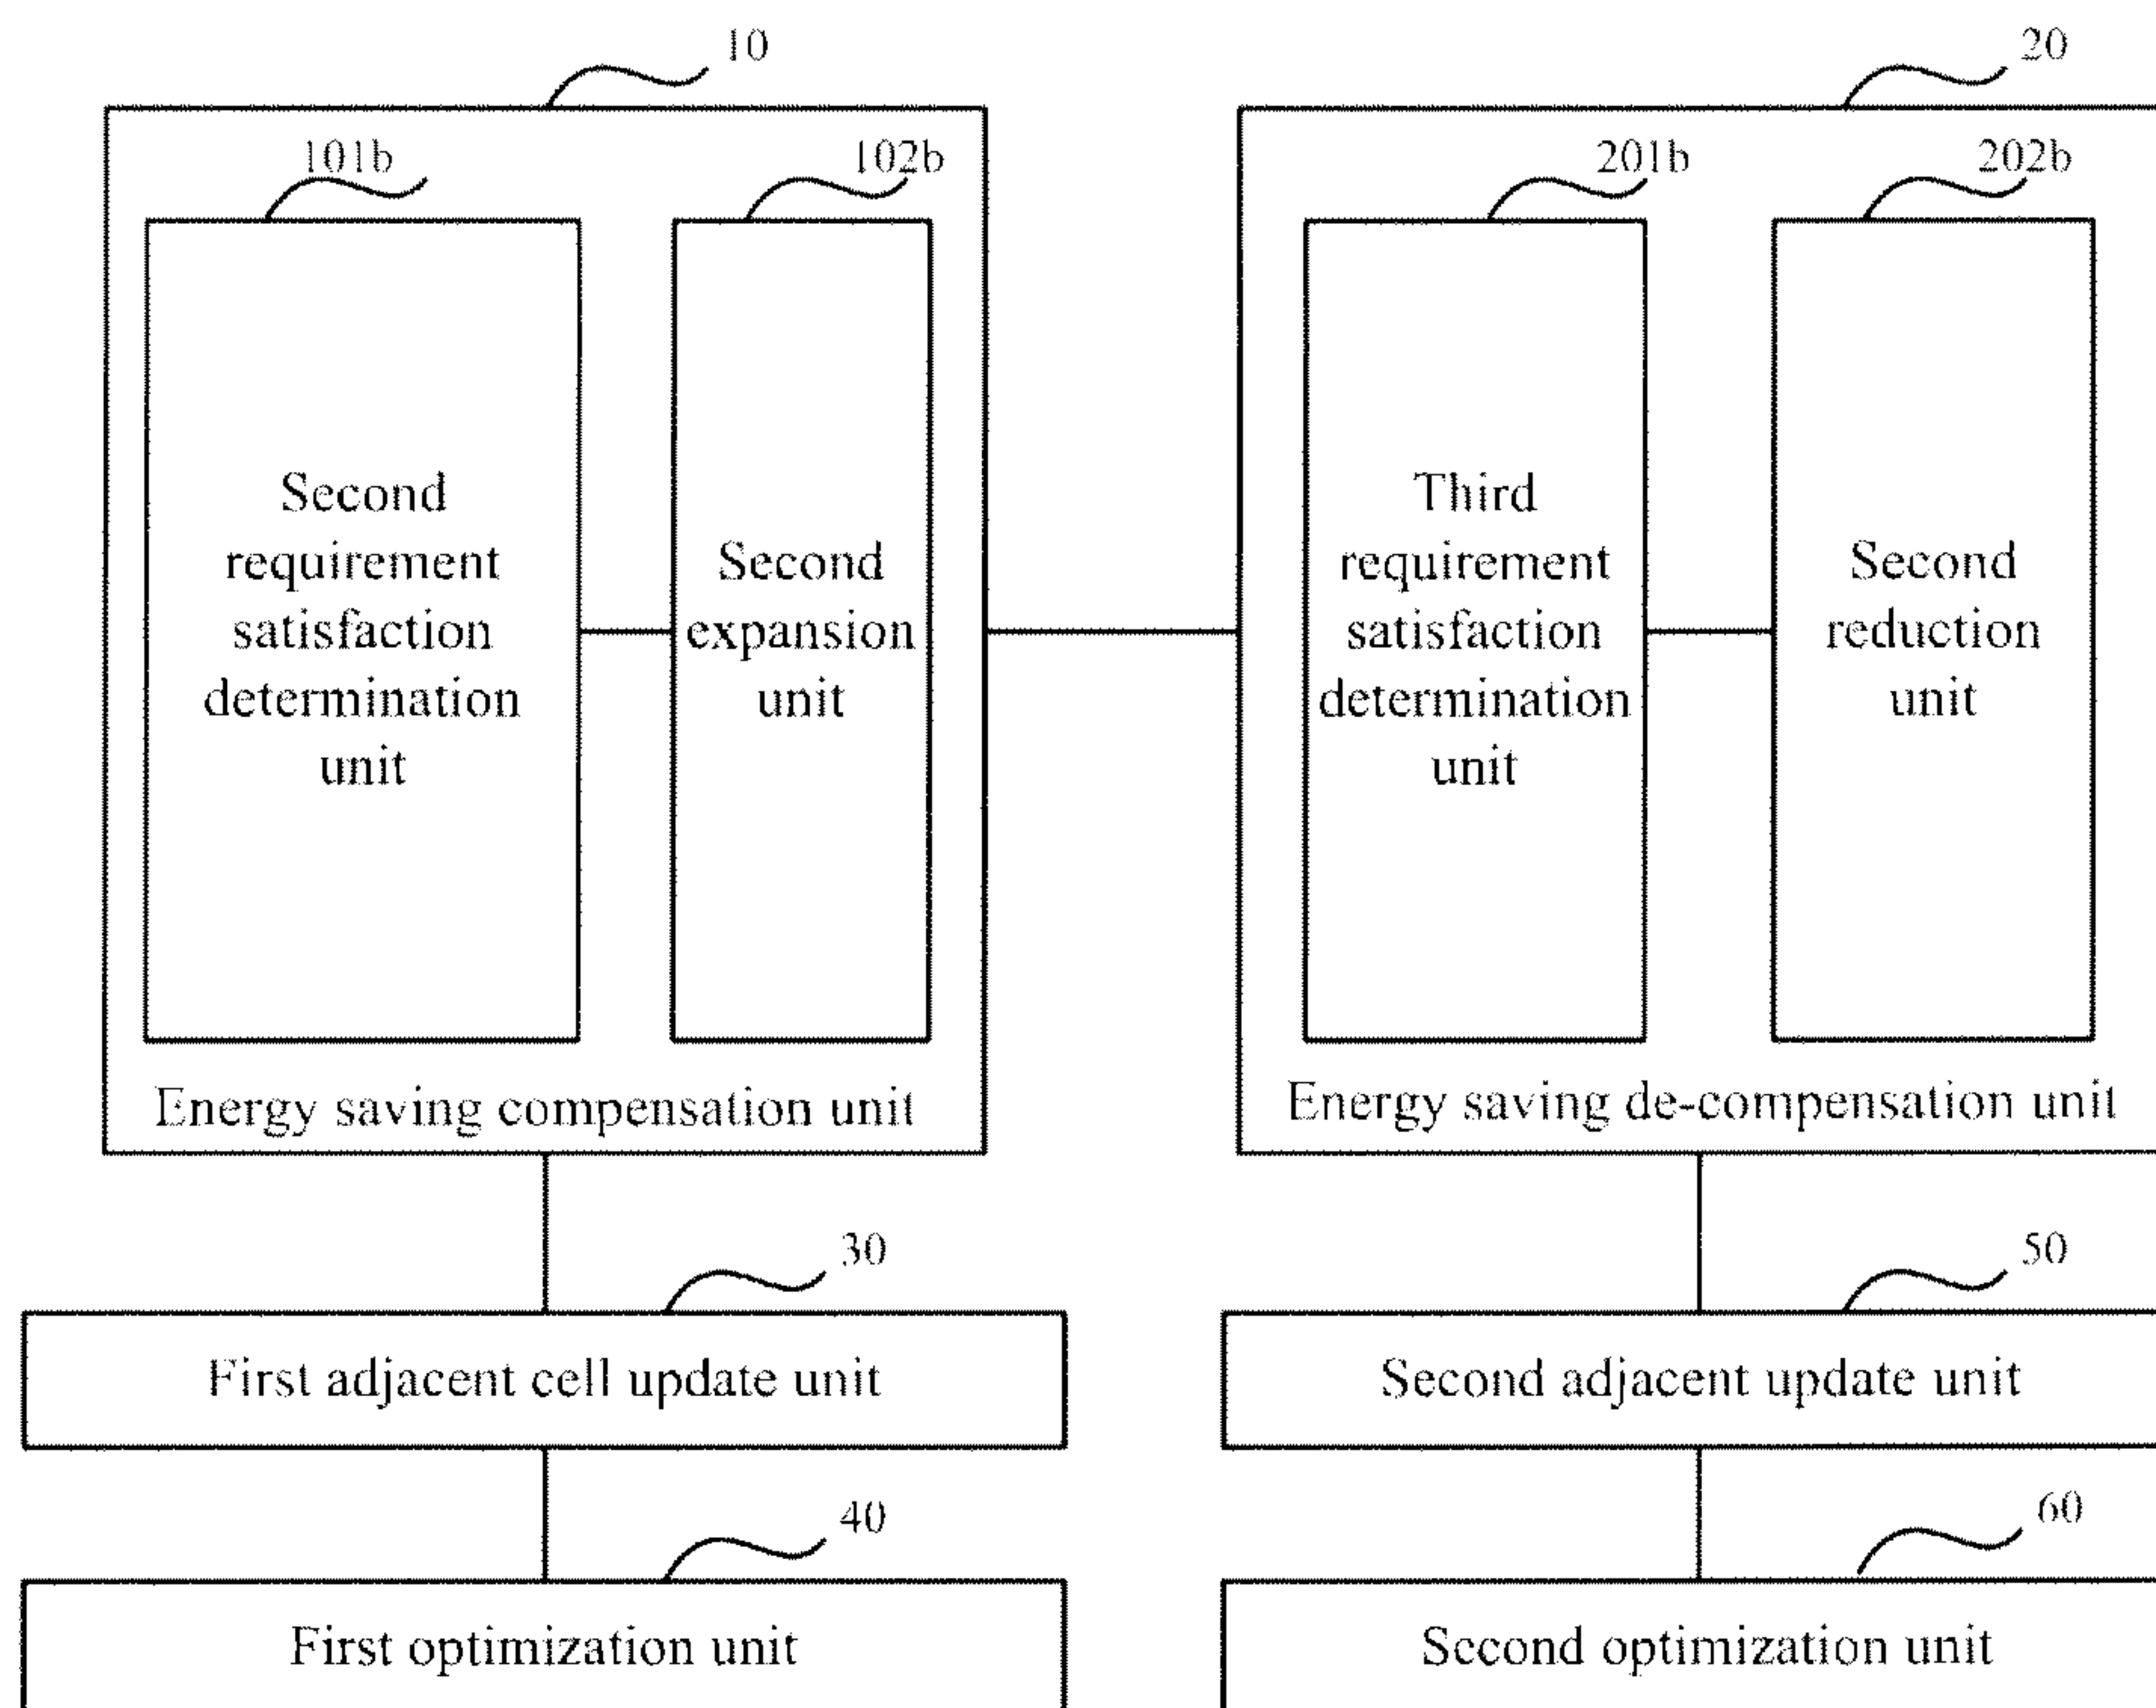 10
20
101b
102b
201b
202b
Second
requirement
satisfaction
determination
unit
Second
expansion
unit
Third
requirement
satisfaction
determination
unit
Second
reduction
unit
Energy saving compensation unit
Energy saving de-compensation unit
30
50
First adjacent cell update unit
Second adjacent update unit
40
60
First optimization unit
Second optimization unit